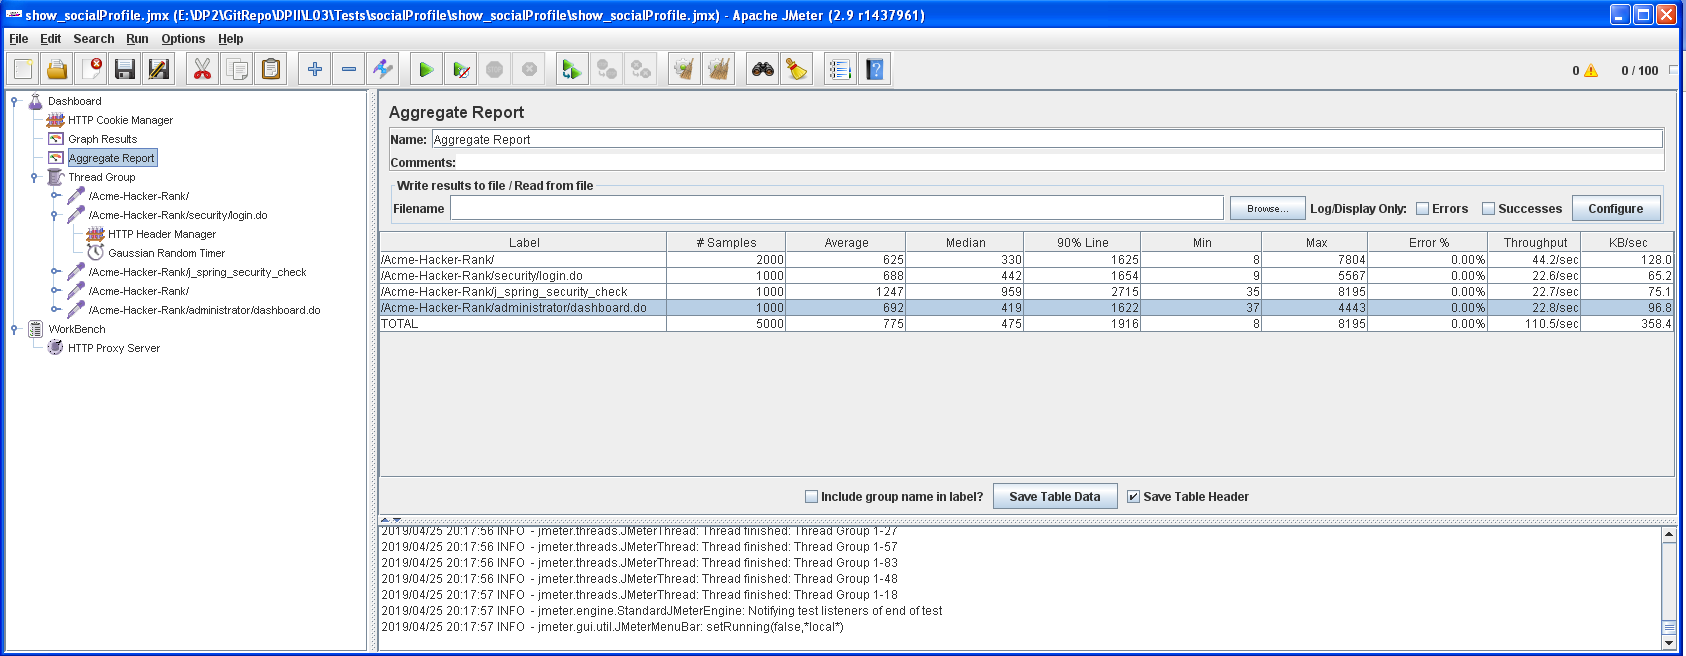 show_socialProfile.jmx (E:\DP2\GitRepo\DPII\L03\Tests\socialProfile\show_socialProfile\show_socialProfile.jmx) - Apache JMeter (2.9 r1437961)
File Edit Search Run Options Help
0 0 / 100
Dashboard
HTTP Cookie Manager
Graph Results
Aggregate Report
Thread Group
/Acme-Hacker-Rank/
/Acme-Hacker-Rank/security/login.do
HTTP Header Manager
Gaussian Random Timer
/Acme-Hacker-Rank/j_spring_security_check
/Acme-Hacker-Rank/
/Acme-Hacker-Rank/administrator/dashboard.do
WorkBench
HTTP Proxy Server
Aggregate Report
Name: Aggregate Report
Comments:
Write results to file / Read from file
Filename Browse... Log/Display Only: Errors Successes Configure
Label # Samples Average Median 90% Line Min Max Error % Throughput KB/sec
/Acme-Hacker-Rank/ 2000 625 330 1625 8 7804 0.00% 44.2/sec 128.0
/Acme-Hacker-Rank/security/login.do 1000 688 442 1654 9 5567 0.00% 22.6/sec 65.2
/Acme-Hacker-Rank/j_spring_security_check 1000 1247 959 2715 35 8195 0.00% 22.7/sec 75.1
/Acme-Hacker-Rank/administrator/dashboard.do 1000 692 419 1622 37 4443 0.00% 22.8/sec 96.8
TOTAL 5000 775 475 1916 8 8195 0.00% 110.5/sec 358.4
Include group name in label? Save Table Data Save Table Header
2019/04/25 20:17:56 INFO - jmeter.threads.JMeterThread: Thread finished: Thread Group 1-27
2019/04/25 20:17:56 INFO - jmeter.threads.JMeterThread: Thread finished: Thread Group 1-57
2019/04/25 20:17:56 INFO - jmeter.threads.JMeterThread: Thread finished: Thread Group 1-83
2019/04/25 20:17:56 INFO - jmeter.threads.JMeterThread: Thread finished: Thread Group 1-48
2019/04/25 20:17:57 INFO - jmeter.threads.JMeterThread: Thread finished: Thread Group 1-18
2019/04/25 20:17:57 INFO - jmeter.engine.StandardJMeterEngine: Notifying test listeners of end of test
2019/04/25 20:17:57 INFO - jmeter.gui.util.JMeterMenuBar: setRunning(false,*local*)